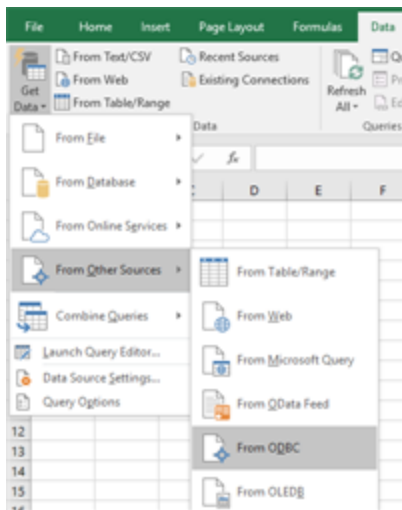 File Home Insert Page Layout Formulas Data
Get Data
From Text/CSV
From Web
From Table/Range
Recent Sources
Existing Connections
Refresh All
Queries
Data
From File
From Database
From Online Services
From Other Sources
Combine Queries
Launch Query Editor...
Data Source Settings...
Query Options
fx
D E F
From Table/Range
From Web
From Microsoft Query
From OData Feed
From ODBC
From OLEDB
12
13
14
15